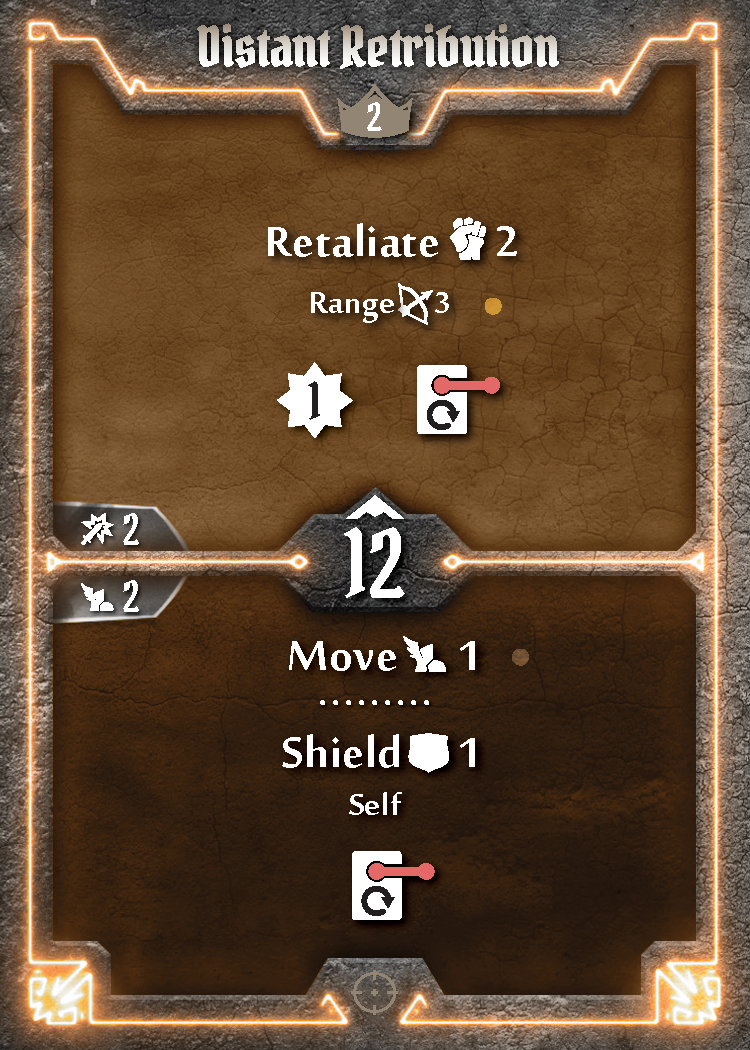 Distant Retribution
2
Retaliate 2
Range 3
1
2
12
2
Move 1
Shield 1
Self